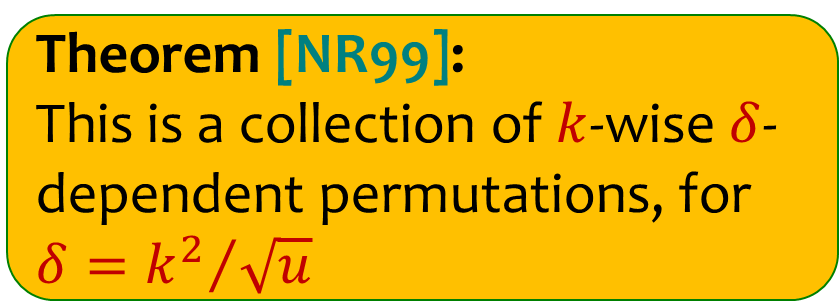 Theorem [NR99]:
This is a collection of k-wise δ-
dependent permutations, for
δ = k²/√u